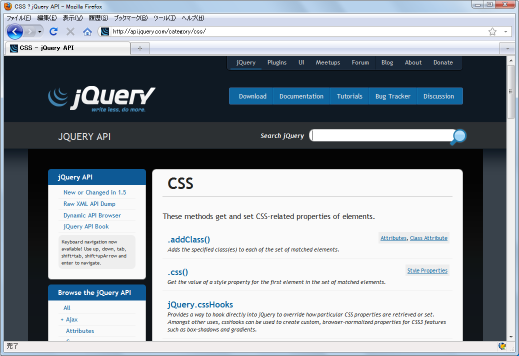 CSS ? jQuery API - Mozilla Firefox
ファイル(F) 編集(E) 表示(V) 履歴(S) ブックマーク(B) ツール(T) ヘルプ(H)
http://api.jquery.com/category/css/
CSS - jQuery API
jQuery Plugins UI Meetups Forum Blog About Donate
jQuery
write less, do more.
Download Documentation Tutorials Bug Tracker Discussion
JQUERY API
Search jQuery
jQuery API
New or Changed in 1.5
Raw XML API Dump
Dynamic API Browser
jQuery API Book
Keyboard navigation now
available! Use up, down, tab,
shift+tab, shift+upArrow and
enter to navigate.
Browse the jQuery API
All
Ajax
Attributes
CSS
These methods get and set CSS-related properties of elements.
.addClass()
Attributes, Class Attribute
Adds the specified class(es) to each of the set of matched elements.
.css()
Style Properties
Get the value of a style property for the first element in the set of matched elements.
jQuery.cssHooks
Provides a way to hook directly into jQuery to override how particular CSS properties are retrieved or set.
Amongst other uses, cssHooks can be used to create custom, browser-normalized properties for CSS3 features
such as box-shadows and gradients.
完了